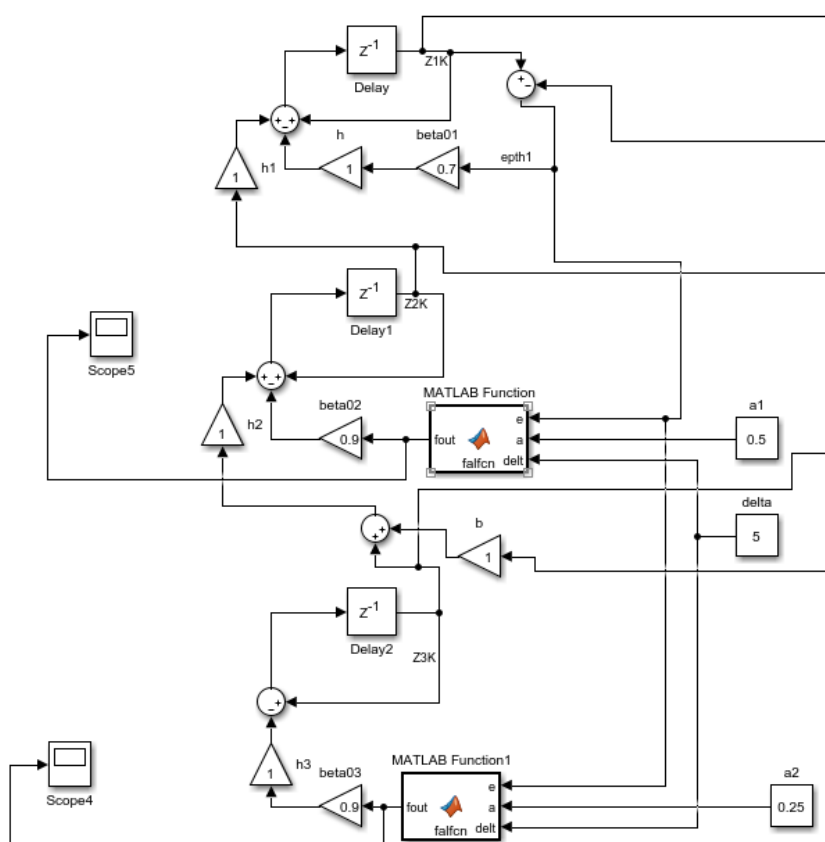 Z⁻¹
Z1K
Delay
h
beta01
h1
1
1
0.7
epth1
Z⁻¹
Z2K
Delay1
Scope5
MATLAB Function
a1
beta02
h2
1
0.9
fout
e
a
delt
falfcn
0.5
delta
b
5
1
Z⁻¹
Delay2
Z3K
h3
beta03
MATLAB Function1
a2
1
0.9
fout
e
a
delt
falfcn
0.25
Scope4